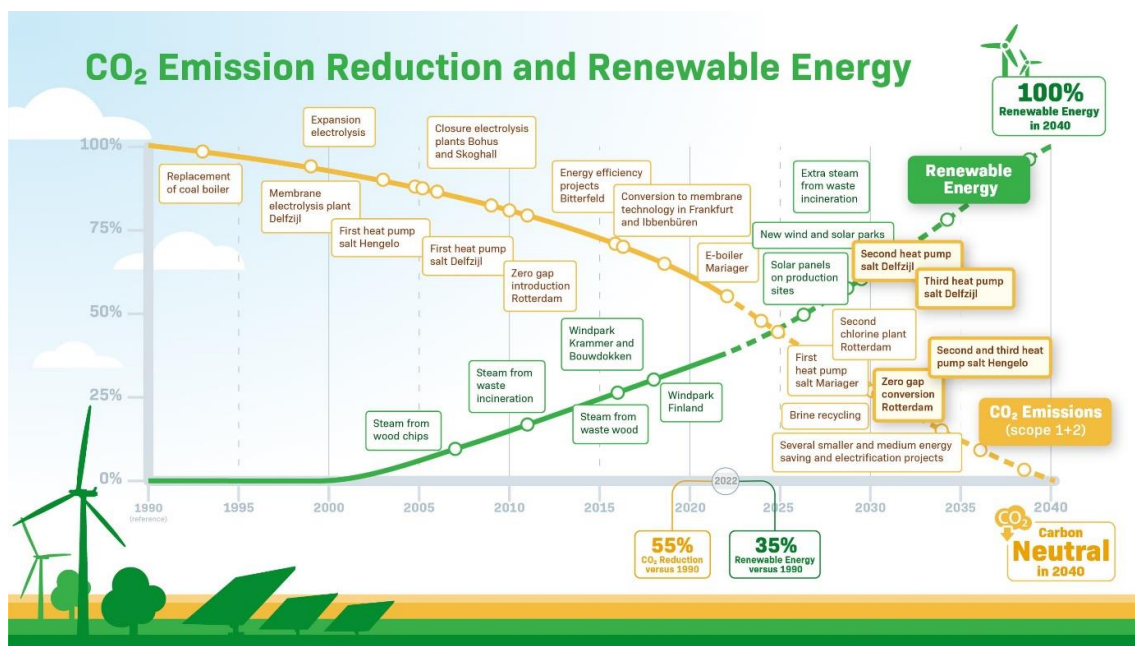 CO₂ Emission Reduction and Renewable Energy
100%
Renewable Energy
in 2040
Expansion
electrolysis
Closure electrolysis
plants Bohus
and Skoghall
100%
Replacement
of coal boiler
Membrane
electrolysis plant
Delfzijl
First heat pump
salt Hengelo
First heat pump
salt Delfzijl
Zero gap
introduction
Rotterdam
Energy efficiency
projects
Bitterfeld
Conversion to membrane
technology in Frankfurt
and Ibbenbüren
E-boiler
Mariager
Extra steam
from waste
incineration
New wind and solar parks
Solar panels
on production
sites
Renewable
Energy
75%
Second heat pump
salt Delfzijl
Third heat pump
salt Delfzijl
50%
Windpark
Krammer and
Bouwdokken
Second
chlorine plant
Rotterdam
First
heat pump
salt Mariager
Second and third heat
pump salt Hengelo
Zero gap
conversion
Rotterdam
25%
Steam from
waste
incineration
Steam from
wood chips
Steam from
waste wood
Windpark
Finland
Brine recycling
Several smaller and medium energy
saving and electrification projects
CO₂ Emissions
(scope 1+2)
0%
1990
(reference)
1995
2000
2005
2010
2015
2020
2022
2025
2030
2035
2040
55%
CO₂ Reduction
versus 1990
35%
Renewable Energy
versus 1990
CO₂
Carbon
Neutral
in 2040